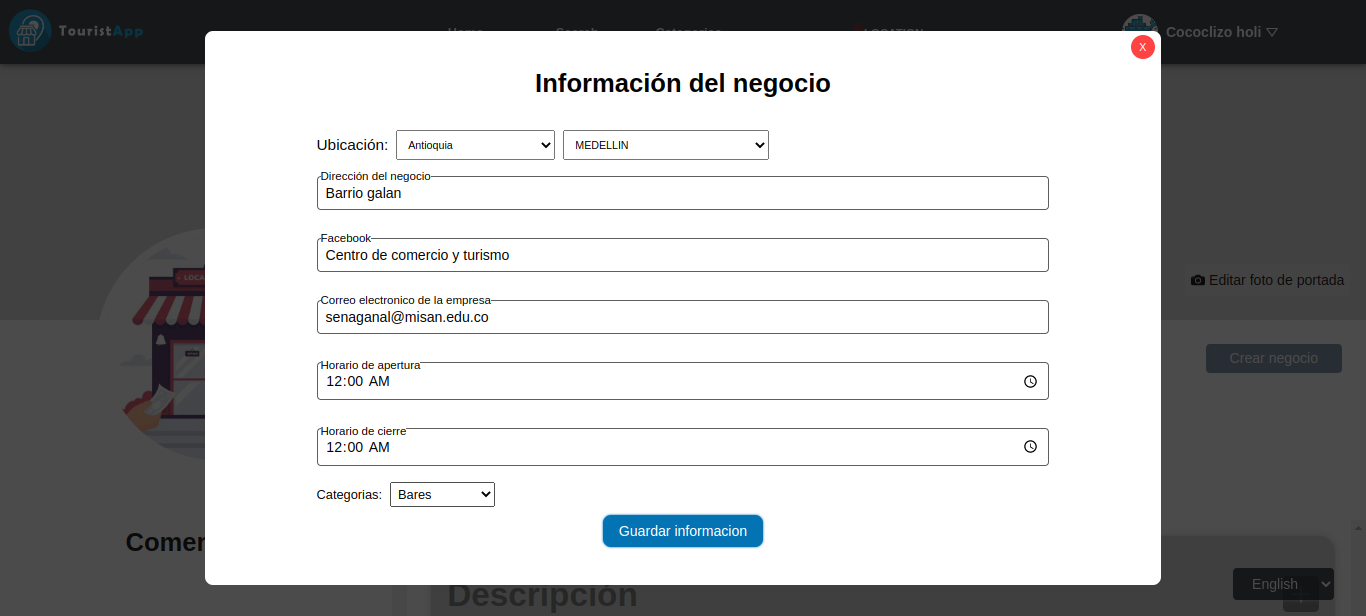 TouristApp
LOCATION
Cococlizo holi ▽
X
Información del negocio
Ubicación: Antioquia MEDELLIN
Dirección del negocio
Barrio galan
Facebook
Centro de comercio y turismo
Correo electronico de la empresa
senaganal@misan.edu.co
Editar foto de portada
Crear negocio
Horario de apertura
12:00 AM
Horario de cierre
12:00 AM
Categorias: Bares
Guardar informacion
Comer
Descripción
English